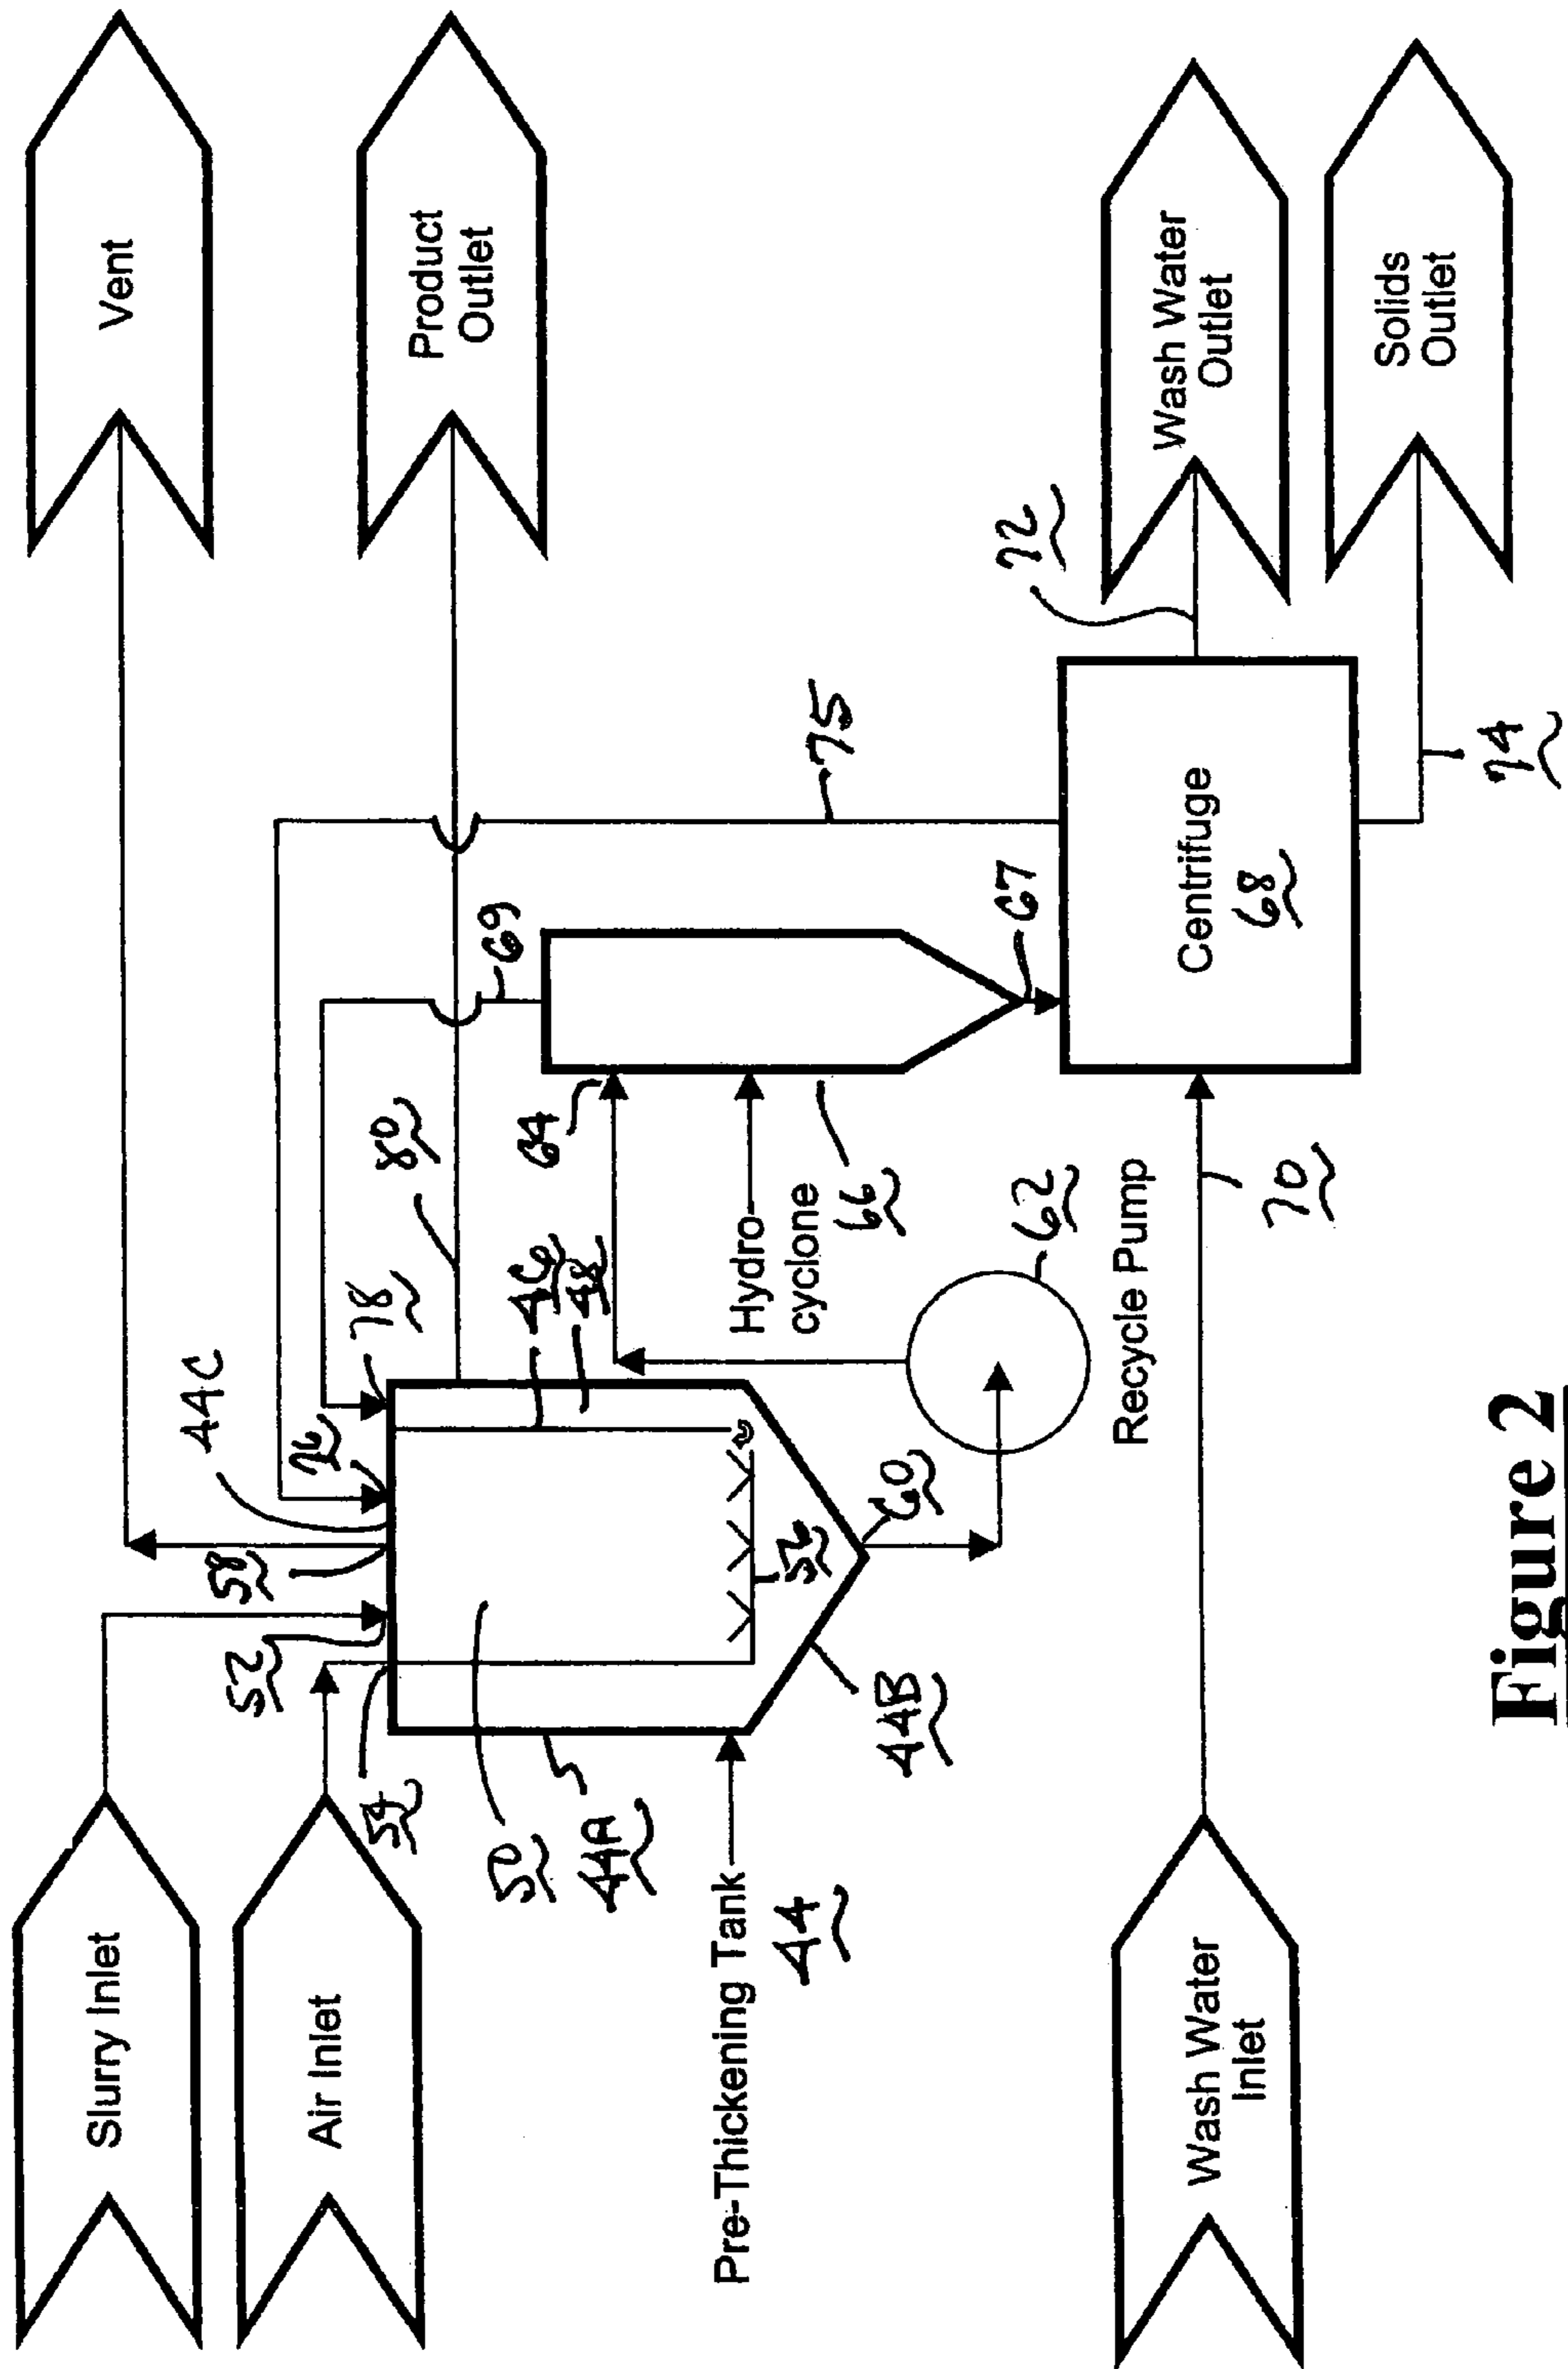 Vent
Product
Outlet
Wash Water
Outlet
Solids
Outlet
Slurry Inlet
Air Inlet
Wash Water
Inlet
Pre-Thickening Tank
44
44A
44B
44C
50
52
54
58
76
78
80
46
48
60
62
Recycle Pump
Hydro-
cyclone
66
64
69
67
75
Centrifuge
68
70
72
74
Figure 2